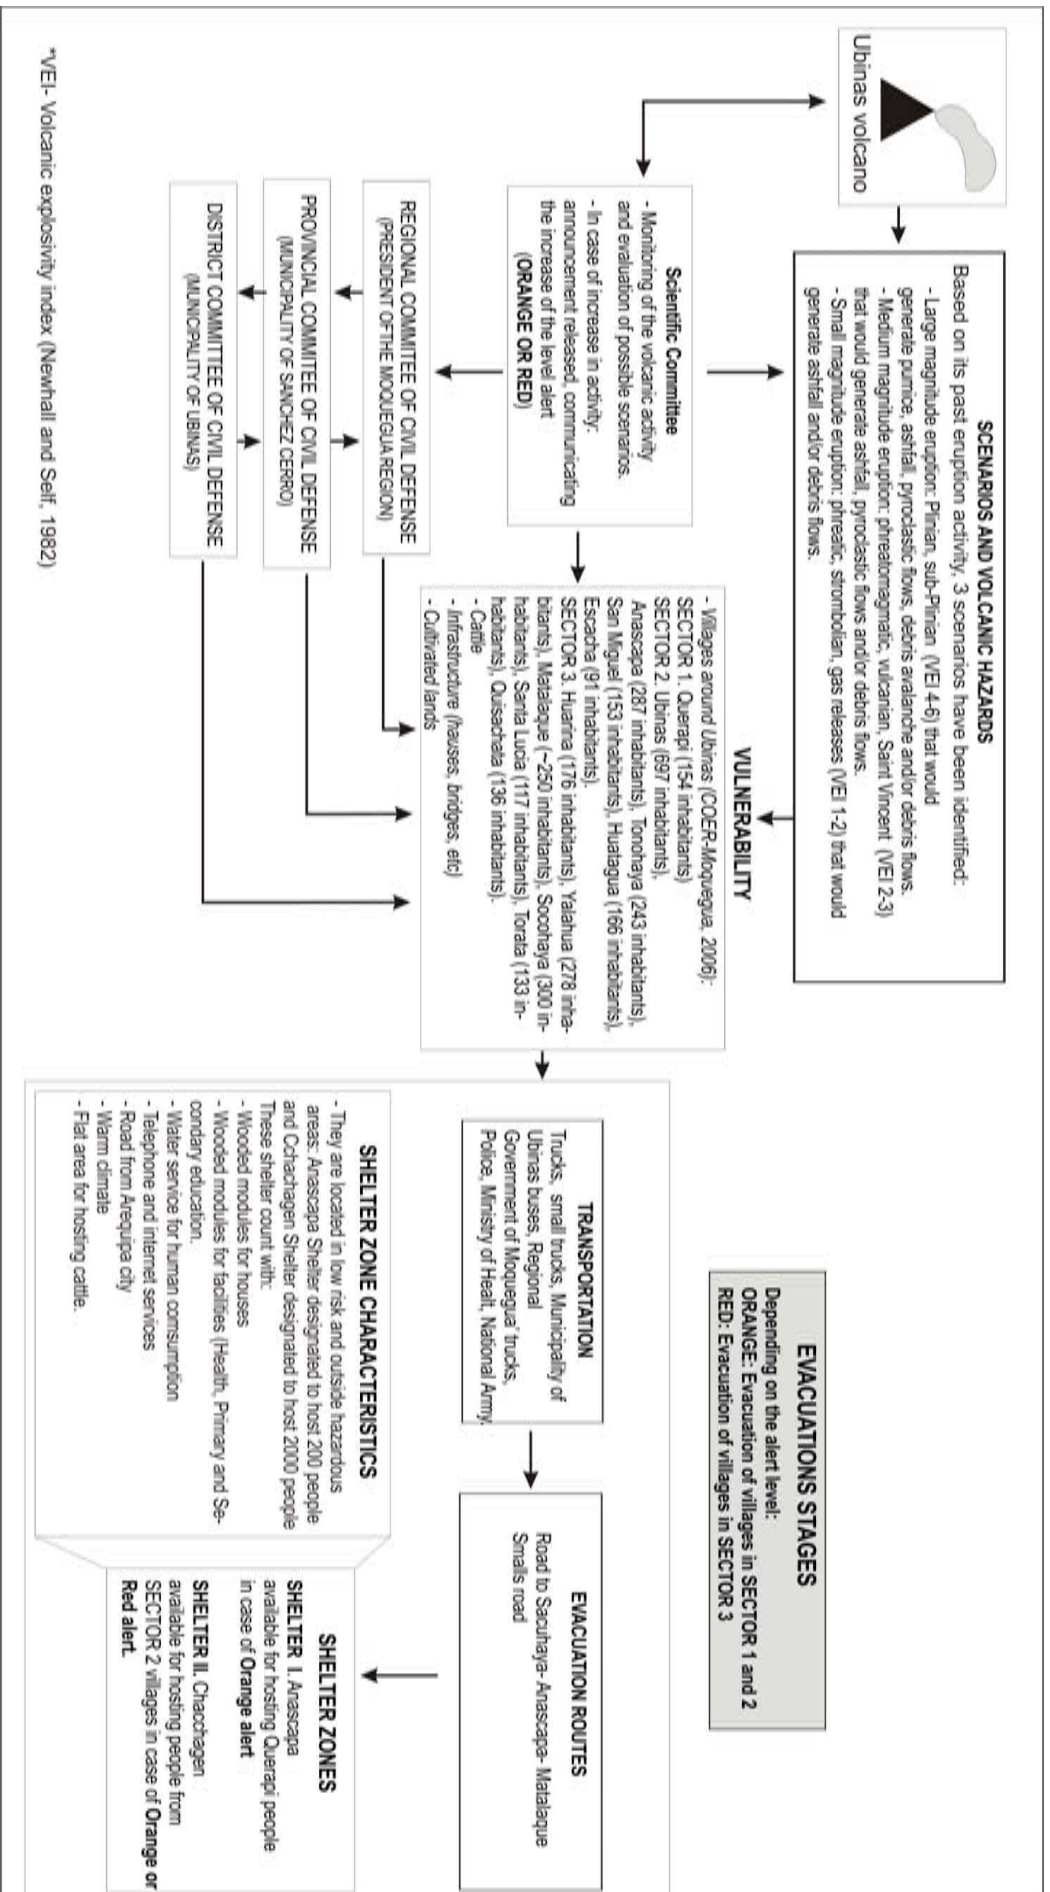 Ubinas volcano
SCENARIOS AND VOLCANIC HAZARDS
Based on its past eruption activity, 3 scenarios have been identified:
- Large magnitude eruption: Plinian, sub-Plinian (VEI 4-6) that would
generate pumice, ashfall, pyroclastic flows, debris avalanche and/or debris flows.
- Medium magnitude eruption: phreatomagmatic, vulcanian, Saint Vincent (VEI 2-3)
that would generate ashfall, pyroclastic flows and/or debris flows.
- Small magnitude eruption: phreatic, strombolian, gas releases (VEI 1-2) that would
generate ashfall and/or debris flows.
Scientific Committee
- Monitoring of the volcanic activity
and evaluation of possible scenarios.
- In case of increase in activity:
announcement released, communicating
the increase of the level alert
(ORANGE OR RED)
REGIONAL COMMITTEE OF CIVIL DEFENSE
(PRESIDENT OF THE MOQUEGUA REGION)
PROVINCIAL COMMITEE OF CIVIL DEFENSE
(MUNICIPALITY OF SANCHEZ CERRO)
DISTRICT COMMITTEE OF CIVIL DEFENSE
(MUNICIPALITY OF UBINAS)
VULNERABILITY
- Villages around Ubinas (COER-Moquegua, 2006):
SECTOR 1. Querapi (154 inhabitants)
SECTOR 2. Ubinas (697 inhabitants),
Anascapa (287 inhabitants), Tonohaya (243 inhabitants),
San Miguel (153 inhabitants), Huatagua (166 inhabitants),
Escacha (91 inhabitants).
SECTOR 3. Huarina (176 inhabitants), Yalahua (278 inha-
bitants), Matalaque (~250 inhabitants), Socohaya (300 in-
habitants), Santa Lucia (117 inhabitants), Torata (133 in-
habitants), Quisachata (136 inhabitants).
- Cattle
- Infrastructure (hauses, bridges, etc)
- Cultivated lands
EVACUATIONS STAGES
Depending on the alert level:
ORANGE: Evacuation of villages in SECTOR 1 and 2
RED: Evacuation of villages in SECTOR 3
TRANSPORTATION
Trucks, small trucks, Municipality of
Ubinas buses, Regional
Government of Moquegua' trucks,
Police, Ministry of Healt, National Army.
EVACUATION ROUTES
Road to Sacuhaya- Anascapa- Matalaque
Smalls road
SHELTER ZONE CHARACTERISTICS
- They are located in low risk and outside hazardous
areas: Anascapa Shelter designated to host 200 people
and Cchachagen Shelter designated to host 2000 people
These shelter count with:
- Wooded modules for houses
- Wooded modules for facilities (Health, Primary and Se-
condary education.
- Water service for human comsumption
- Telephone and internet services
- Road from Arequipa city
- Warm climate
- Flat area for hosting cattle.
SHELTER ZONES
SHELTER I. Anascapa
available for hosting Querapi people
in case of Orange alert
SHELTER II. Chacchagen
available for hosting people from
SECTOR 2 villages in case of Orange or
Red alert.
*VEI- Volcanic explosivity index (Newhall and Self, 1982)